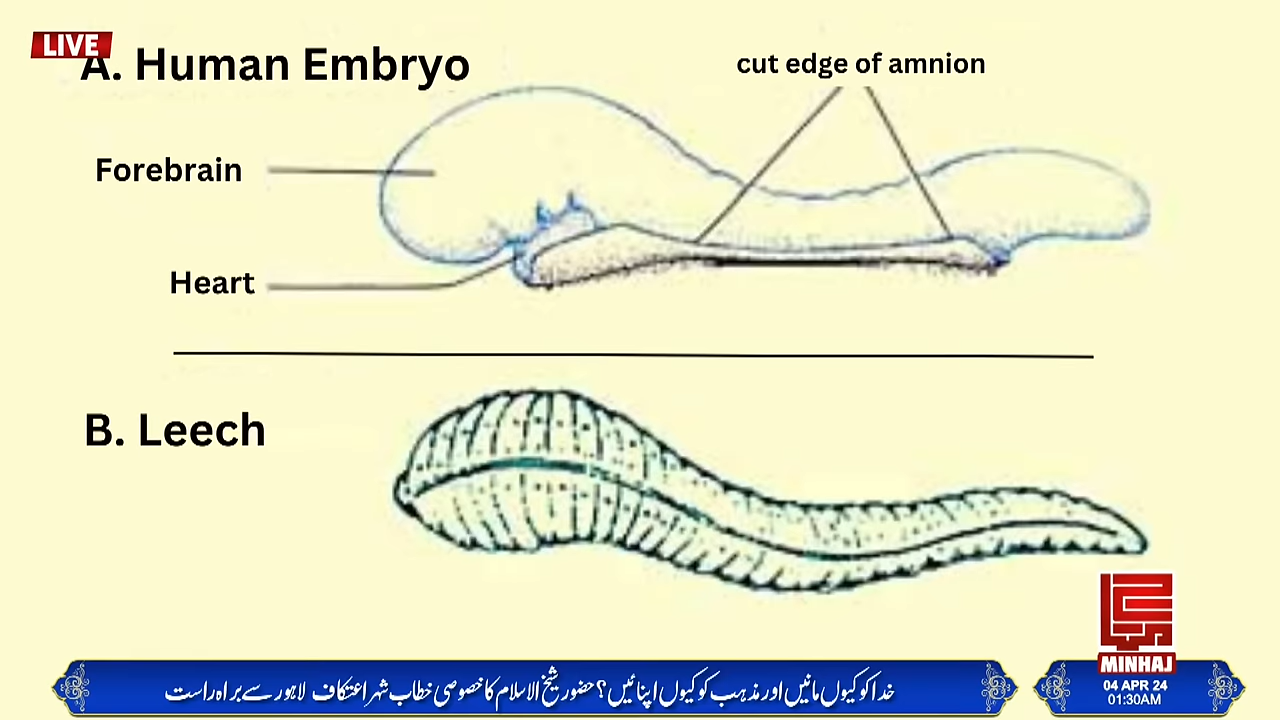 LIVE
A. Human Embryo
cut edge of amnion
Forebrain
Heart
B. Leech
MINHAJ
خدا کو کیوں مانیں اور مذہب کو کیوں اپنائیں؟ حضور شیخ الاسلام کا خصوصی خطاب شہر اعتکاف لاہور سے براہ راست
04 APR 24
01:30AM